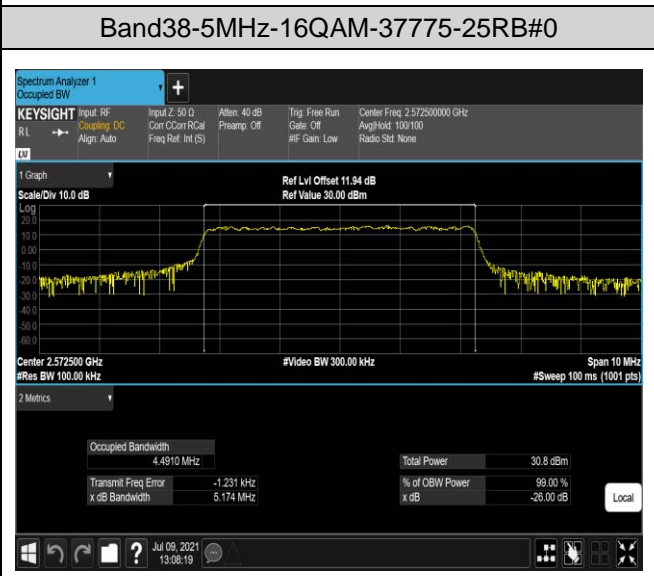 Band38-5MHz-16QAM-37775-25RB#0
Spectrum Analyzer 1
Occupied BW
+
KEYSIGHT Input: RF Input Z: 50 Ω Atten: 40 dB Trig: Free Run Center Freq: 2.572500000 GHz
RL Coupling: DC Corr CCorr RCal Preamp: Off Gate: Off Avg|Hold: 100/100
Align: Auto Freq Ref: Int (S) #IF Gain: Low Radio Std: None
LXI
1 Graph
Ref Lvl Offset 11.94 dB
Scale/Div 10.0 dB Ref Value 30.00 dBm
Log
20.0
10.0
0.00
-10.0
-20.0
-30.0
-40.0
-50.0
-60.0
Center 2.572500 GHz #Video BW 300.00 kHz Span 10 MHz
#Res BW 100.00 kHz #Sweep 100 ms (1001 pts)
2 Metrics
Occupied Bandwidth
4.4910 MHz Total Power 30.8 dBm
Transmit Freq Error -1.231 kHz % of OBW Power 99.00 %
x dB Bandwidth 5.174 MHz x dB -26.00 dB
Local
? Jul 09, 2021
13:08:19